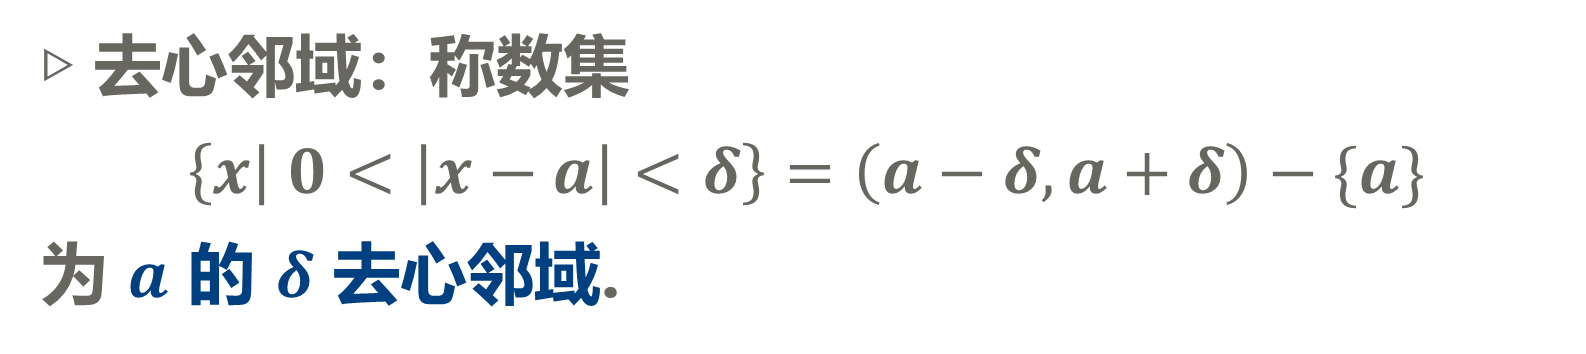 ▷ 去心邻域：称数集
{x| 0 < |x − a| < δ} = (a − δ, a + δ) − {a}
为 a 的 δ 去心邻域.